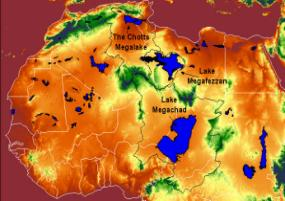 The Chotts
Megalake
Lake
Megafezzan
Lake
Megachad